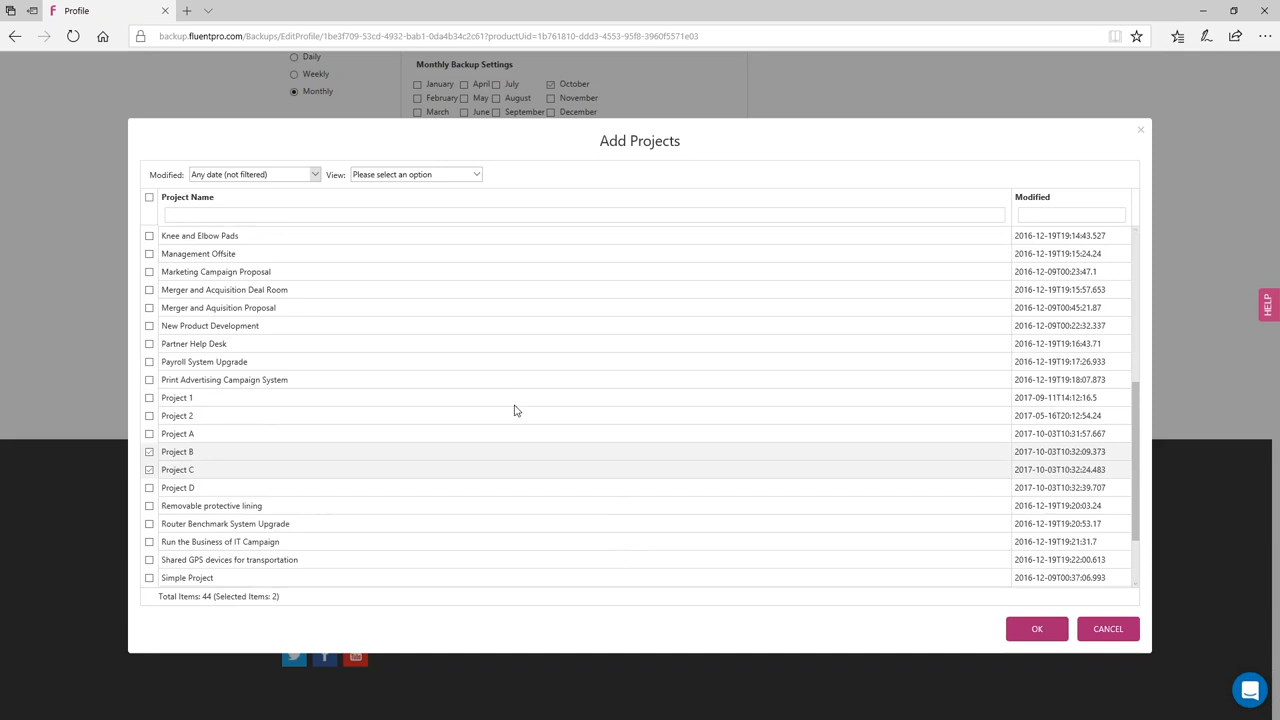 Profile
backup.fluentpro.com/Backups/EditProfile/1be3f709-53cd-4932-bab1-0da4b34c2c61?productUid=1b761810-ddd3-4553-95f8-3960f5571e03
Daily
Weekly
Monthly
Monthly Backup Settings
January April July October
February May August November
March June September December
Add Projects
Modified: Any date (not filtered) View: Please select an option
Project Name Modified
Knee and Elbow Pads 2016-12-19T19:14:43.527
Management Offsite 2016-12-19T19:15:24.24
Marketing Campaign Proposal 2016-12-09T00:23:47.1
Merger and Acquisition Deal Room 2016-12-19T19:15:57.653
Merger and Aquisition Proposal 2016-12-09T00:45:21.87
New Product Development 2016-12-09T00:22:32.337
Partner Help Desk 2016-12-19T19:16:43.71
Payroll System Upgrade 2016-12-19T19:17:26.933
Print Advertising Campaign System 2016-12-19T19:18:07.873
Project 1 2017-09-11T14:12:16.5
Project 2 2017-05-16T20:12:54.24
Project A 2017-10-03T10:31:57.667
Project B 2017-10-03T10:32:09.373
Project C 2017-10-03T10:32:24.483
Project D 2017-10-03T10:32:39.707
Removable protective lining 2016-12-19T19:20:03.24
Router Benchmark System Upgrade 2016-12-19T19:20:53.17
Run the Business of IT Campaign 2016-12-19T19:21:31.7
Shared GPS devices for transportation 2016-12-19T19:22:00.613
Simple Project 2016-12-09T00:37:06.993
Total Items: 44 (Selected Items: 2)
OK CANCEL
HELP